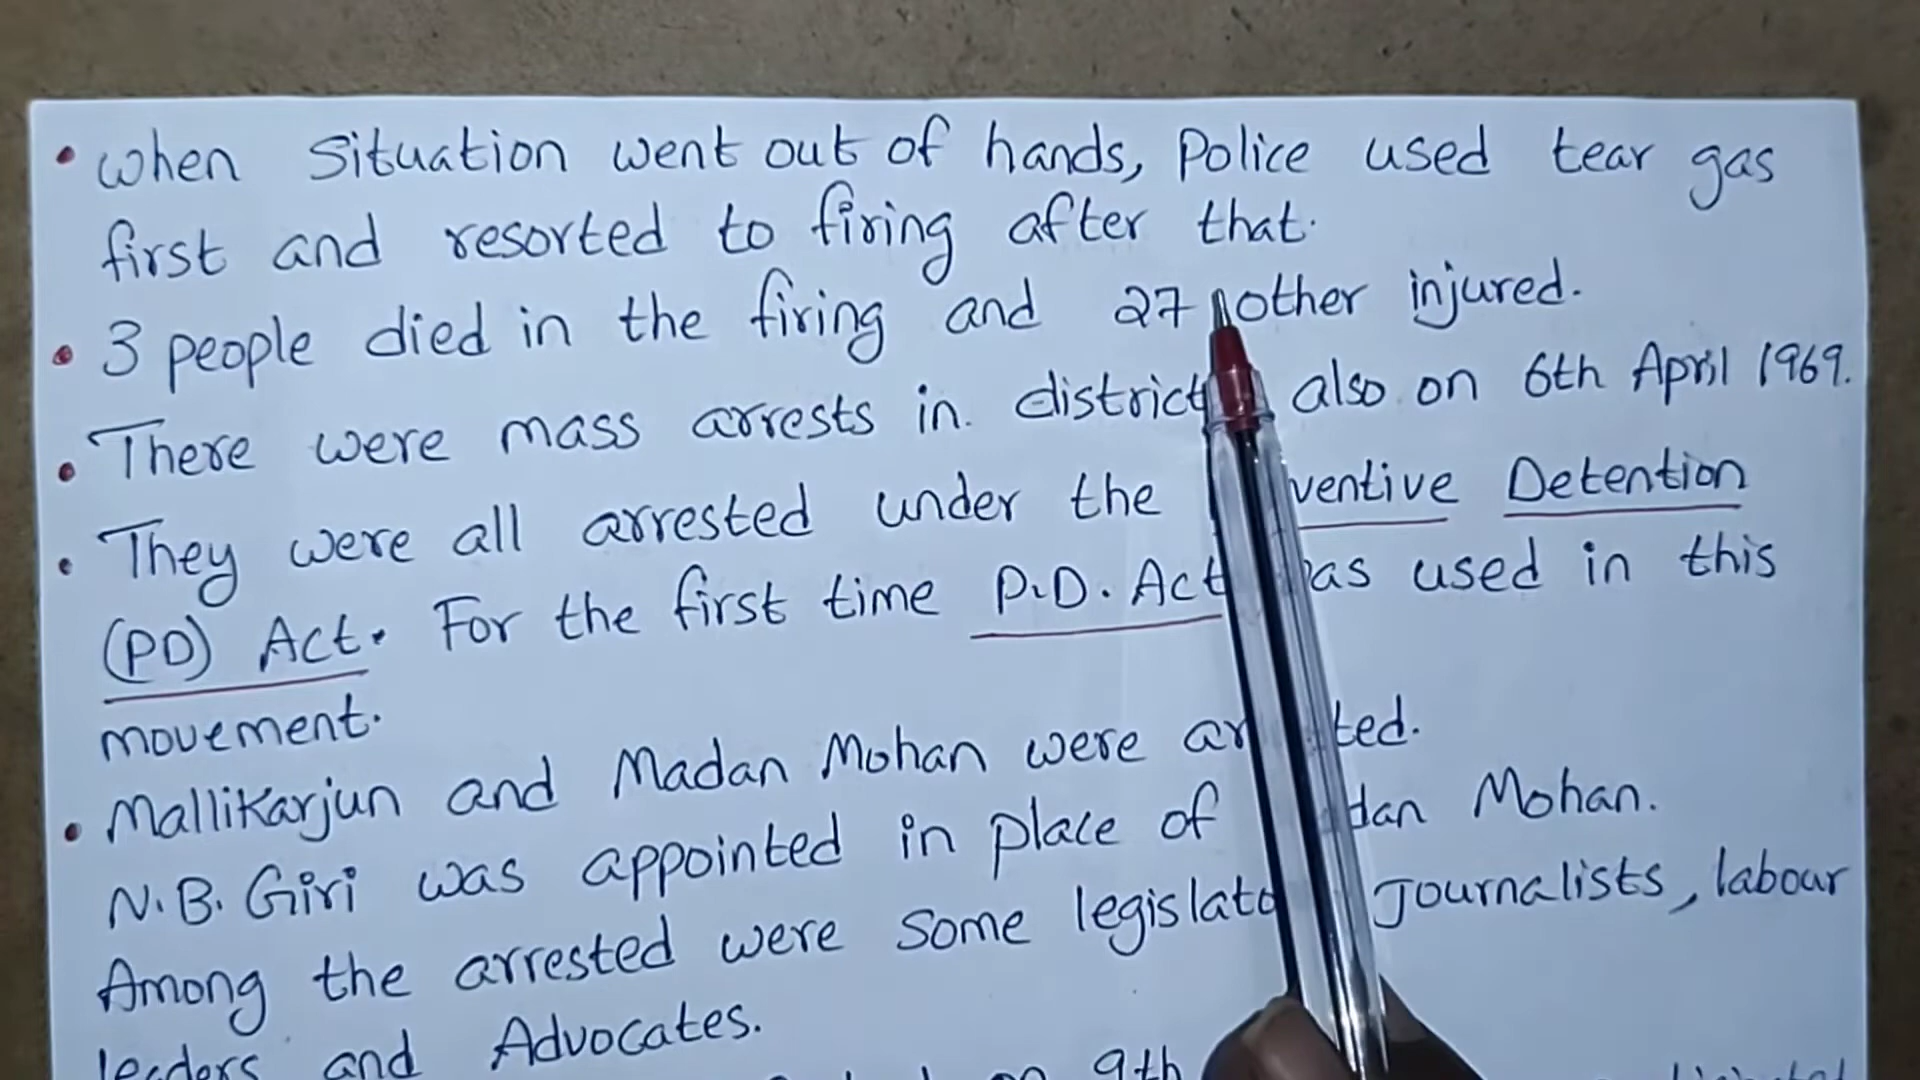 When Situation went out of hands, Police used tear gas
first and resorted to firing after that.
3 people died in the firing and 27 other injured.
There were mass arrests in. district also on 6th April 1969.
They were all arrested under the ventive Detention
(PD) Act. For the first time P.D. Act as used in this
movement.
Mallikarjun and Madan Mohan were ar ted.
N.B. Giri was appointed in place of dan Mohan.
Among the arrested were some legislato Journalists, labour
leaders and Advocates.
on 9th